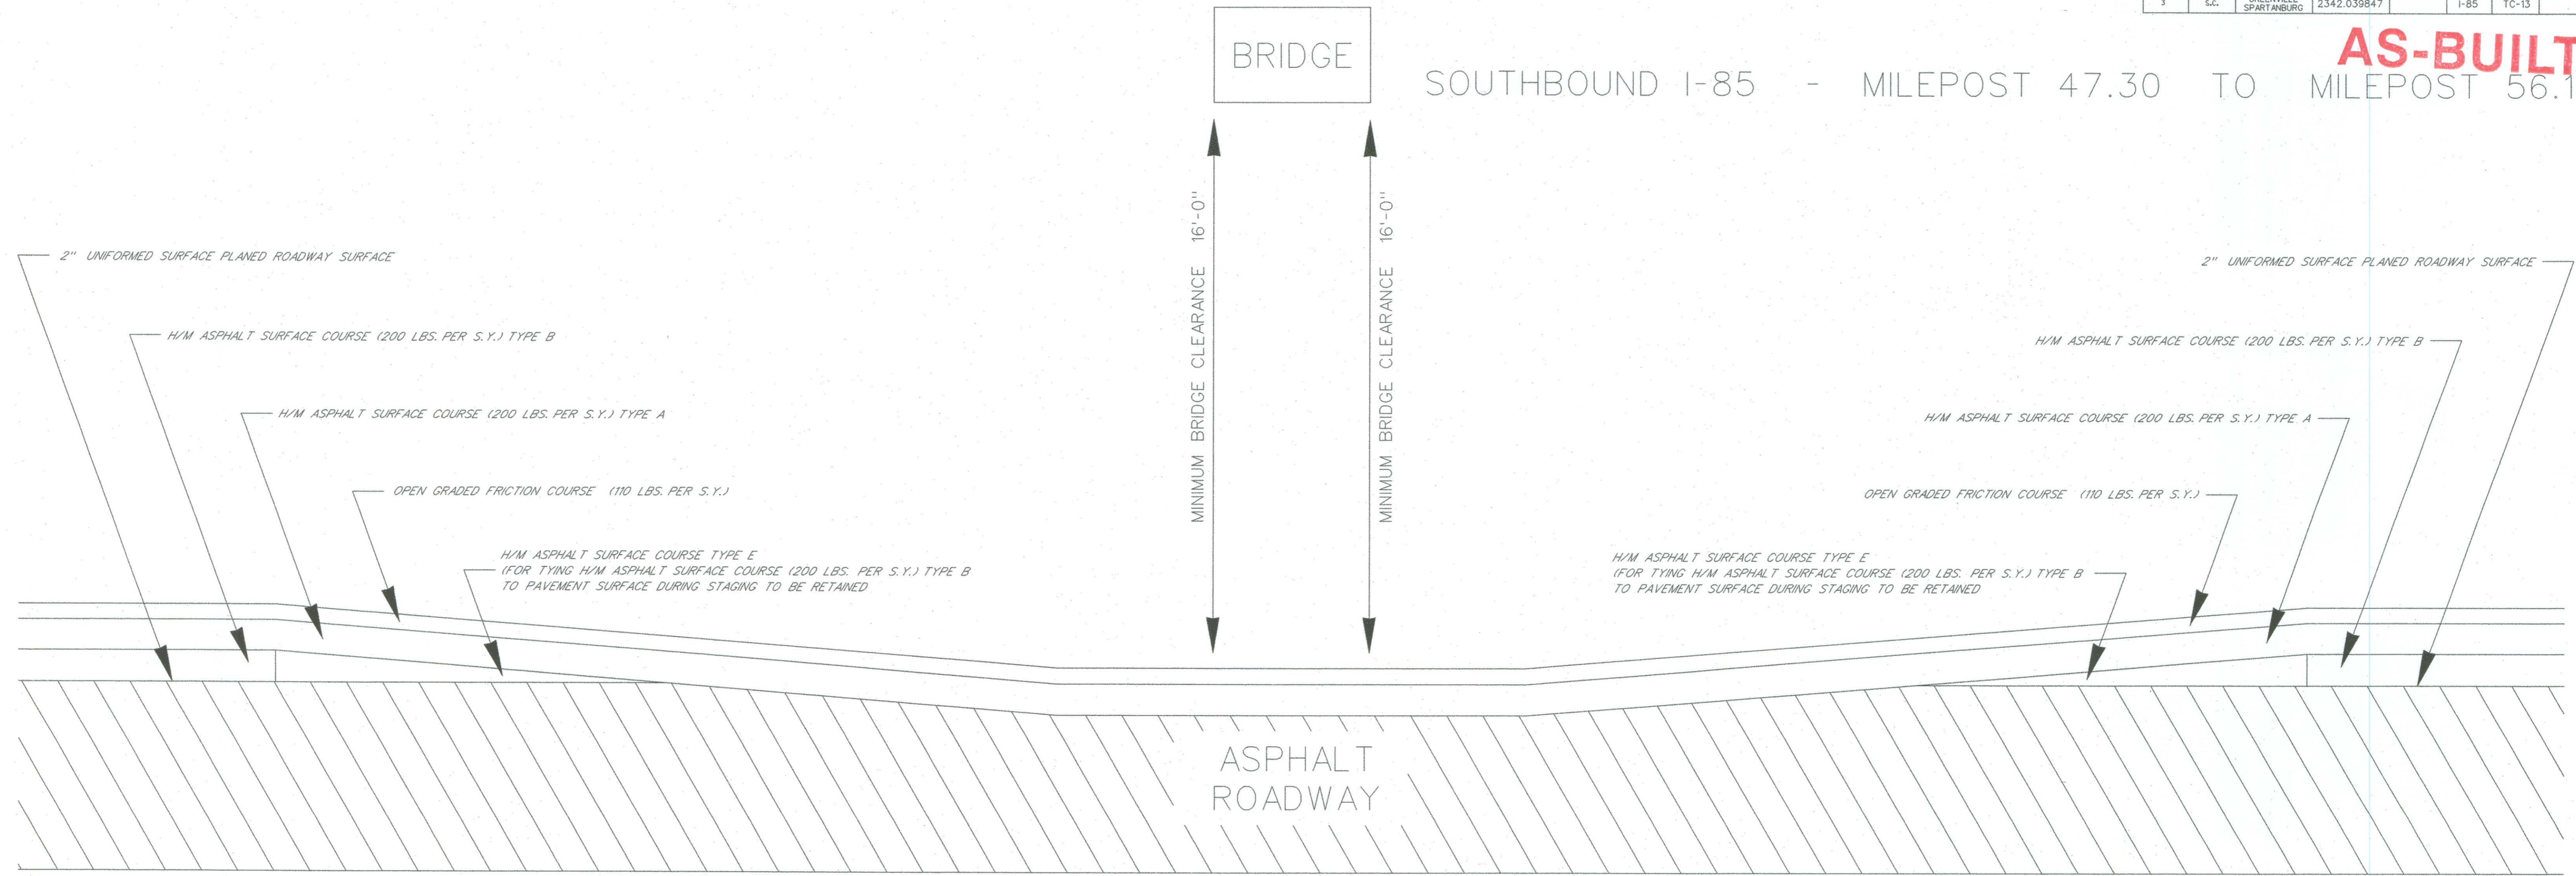 3 S.C. SPARTANBURG 2342.039847 I-85 TC-13
AS-BUILT
BRIDGE
SOUTHBOUND I-85 - MILEPOST 47.30 TO MILEPOST 56.1
MINIMUM BRIDGE CLEARANCE 16'-0"
MINIMUM BRIDGE CLEARANCE 16'-0"
2" UNIFORMED SURFACE PLANED ROADWAY SURFACE
H/M ASPHALT SURFACE COURSE (200 LBS. PER S.Y.) TYPE B
H/M ASPHALT SURFACE COURSE (200 LBS. PER S.Y.) TYPE A
OPEN GRADED FRICTION COURSE (110 LBS. PER S.Y.)
H/M ASPHALT SURFACE COURSE TYPE E
(FOR TYING H/M ASPHALT SURFACE COURSE (200 LBS. PER S.Y.) TYPE B
TO PAVEMENT SURFACE DURING STAGING TO BE RETAINED
2" UNIFORMED SURFACE PLANED ROADWAY SURFACE
H/M ASPHALT SURFACE COURSE (200 LBS. PER S.Y.) TYPE B
H/M ASPHALT SURFACE COURSE (200 LBS. PER S.Y.) TYPE A
OPEN GRADED FRICTION COURSE (110 LBS. PER S.Y.)
H/M ASPHALT SURFACE COURSE TYPE E
(FOR TYING H/M ASPHALT SURFACE COURSE (200 LBS. PER S.Y.) TYPE B
TO PAVEMENT SURFACE DURING STAGING TO BE RETAINED
ASPHALT
ROADWAY